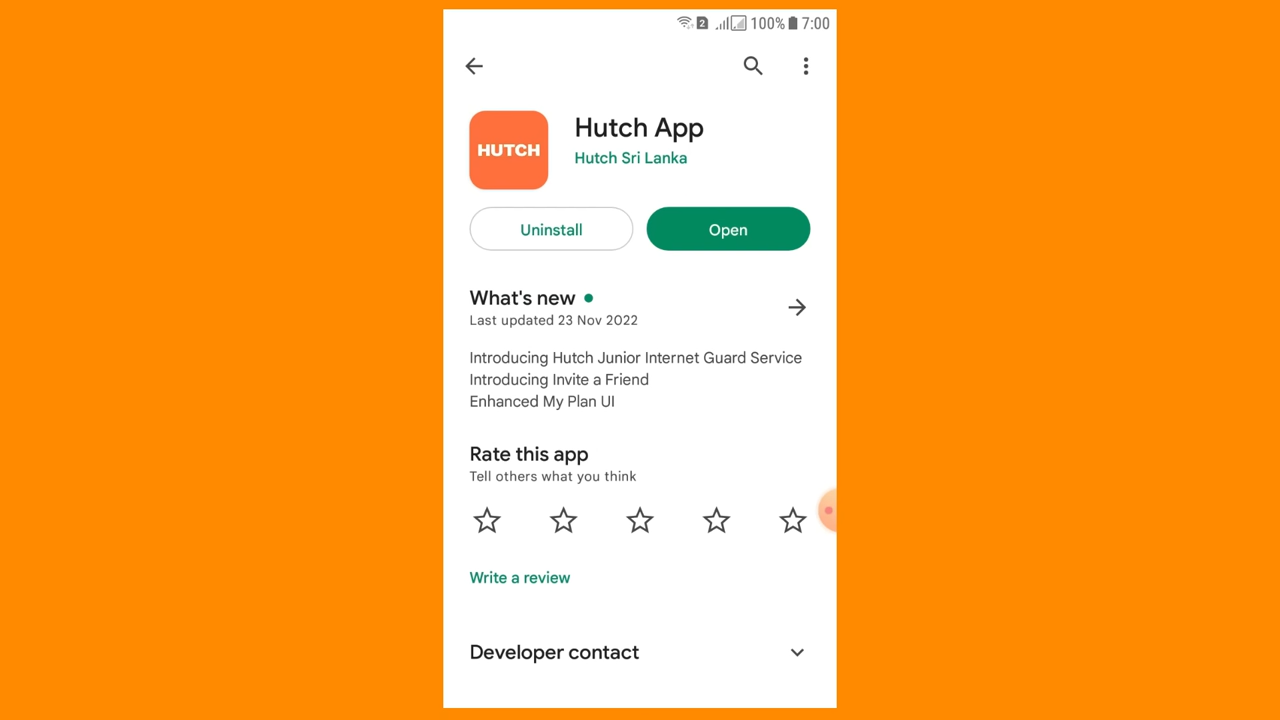 2 100% 7:00
HUTCH
Hutch App
Hutch Sri Lanka
Uninstall
Open
What's new
Last updated 23 Nov 2022
Introducing Hutch Junior Internet Guard Service
Introducing Invite a Friend
Enhanced My Plan UI
Rate this app
Tell others what you think
Write a review
Developer contact